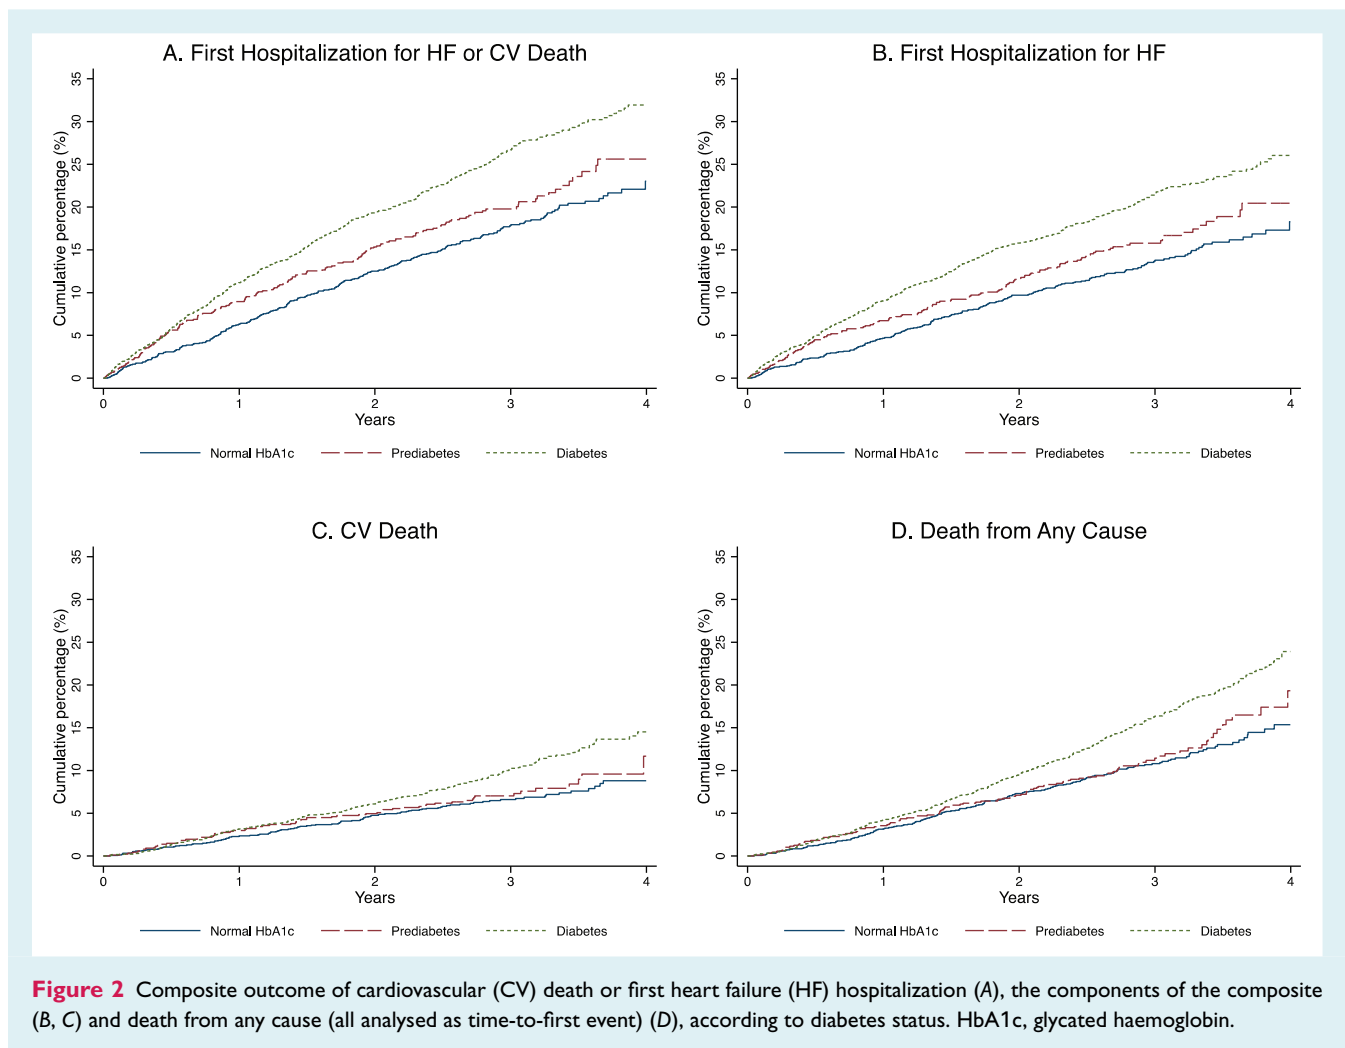 A. First Hospitalization for HF or CV Death
Cumulative percentage (%)
35
30
25
20
15
10
5
0
0 1 2 3 4
Years
Normal HbA1c Prediabetes Diabetes
B. First Hospitalization for HF
Cumulative percentage (%)
35
30
25
20
15
10
5
0
0 1 2 3 4
Years
Normal HbA1c Prediabetes Diabetes
C. CV Death
Cumulative percentage (%)
35
30
25
20
15
10
5
0
0 1 2 3 4
Years
Normal HbA1c Prediabetes Diabetes
D. Death from Any Cause
Cumulative percentage (%)
35
30
25
20
15
10
5
0
0 1 2 3 4
Years
Normal HbA1c Prediabetes Diabetes
Figure 2 Composite outcome of cardiovascular (CV) death or first heart failure (HF) hospitalization (A), the components of the composite
(B, C) and death from any cause (all analysed as time-to-first event) (D), according to diabetes status. HbA1c, glycated haemoglobin.